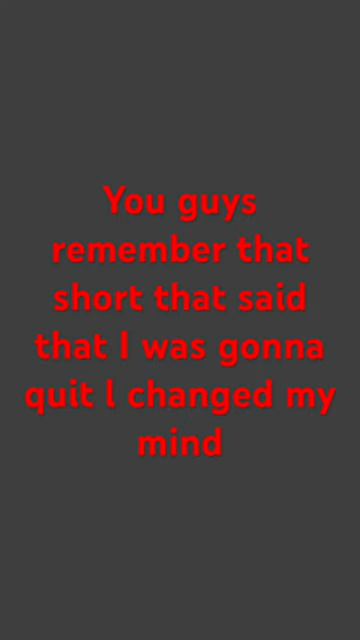 You guys
remember that
short that said
that I was gonna
quit l changed my
mind